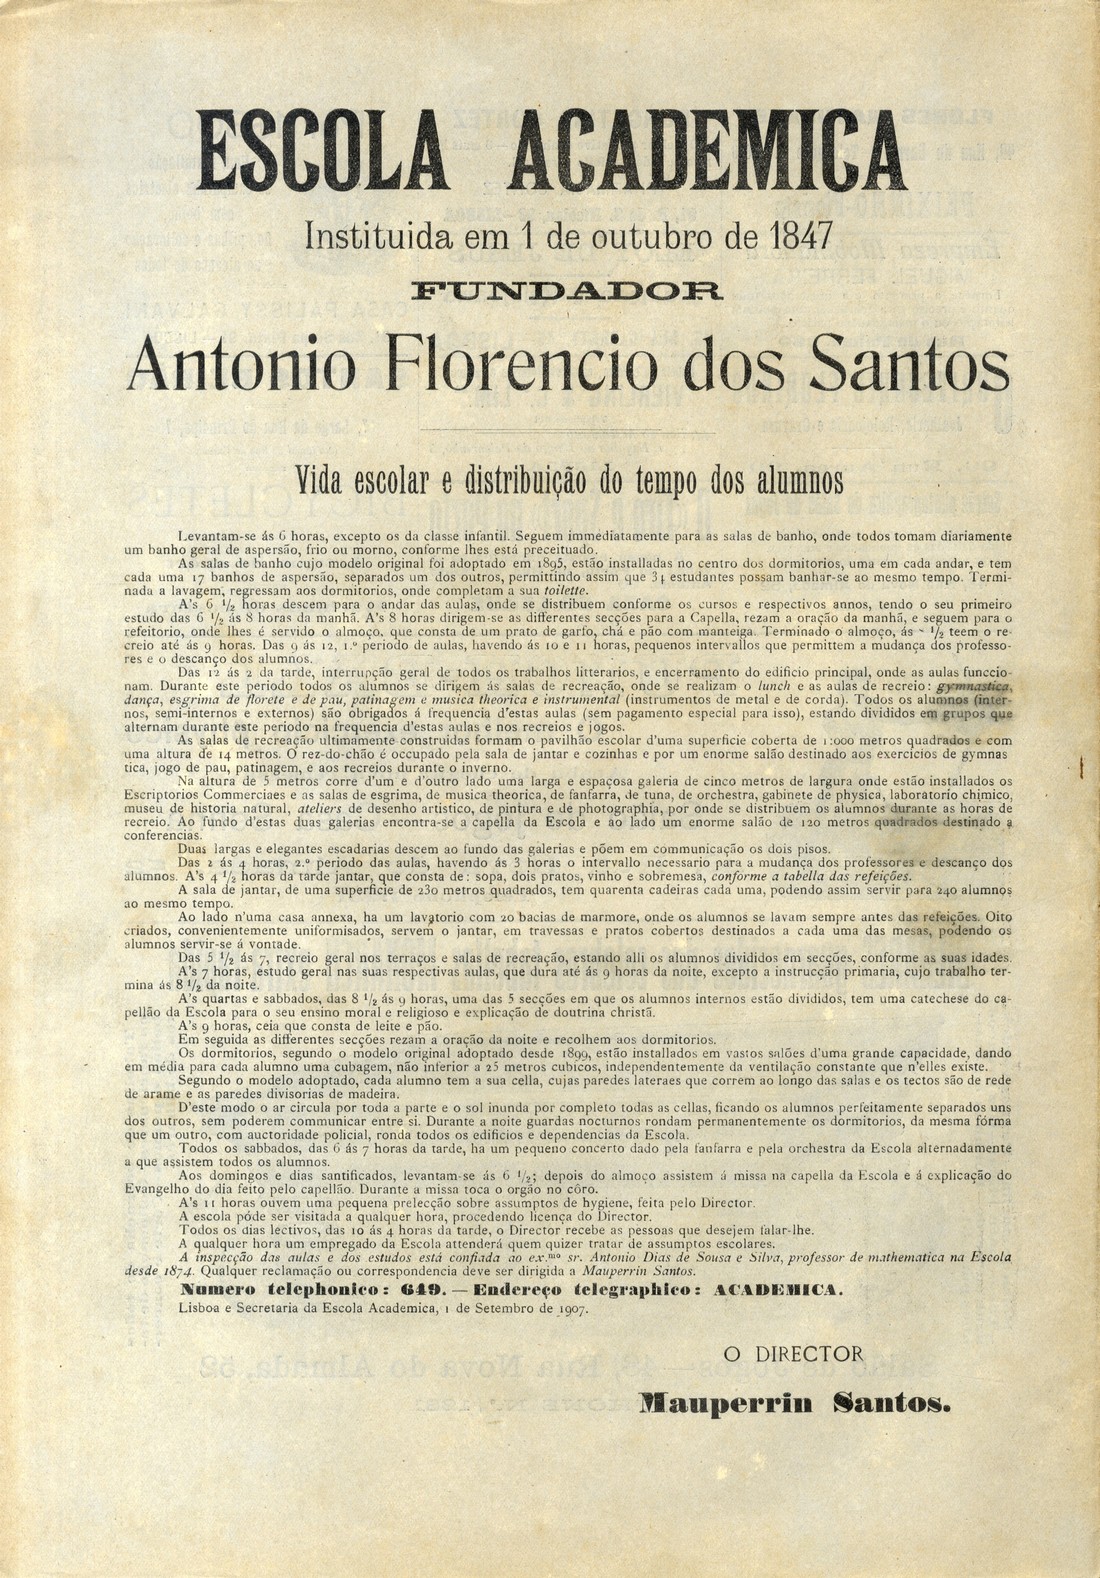 ESCOLA ACADEMICA
Instituida em 1 de outubro de 1847
FUNDADOR
Antonio Florencio dos Santos
Vida escolar e distribuição do tempo dos alumnos
Levantam-se ás 6 horas, excepto os da classe infantil. Seguem immediatamente para as salas de banho, onde todos tomam diariamente
um banho geral de aspersão, frio ou morno, conforme lhes está preceituado.
As salas de banho cujo modelo original foi adoptado em 1895, estão installadas no centro dos dormitorios, uma em cada andar, e tem
cada uma 17 banhos de aspersão, separados um dos outros, permittindo assim que 34 estudantes possam banhar-se ao mesmo tempo. Termi-
nada a lavagem, regressam aos dormitorios, onde completam a sua toilette.
A's 6 1/2 horas descem para o andar das aulas, onde se distribuem conforme os cursos e respectivos annos, tendo o seu primeiro
estudo das 6 1/2 ás 8 horas da manhã. A's 8 horas dirigem-se as differentes secções para a Capella, rezam a oração da manhã, e seguem para o
refeitorio, onde lhes é servido o almoço, que consta de um prato de garfo, chá e pão com manteiga. Terminado o almoço, ás 1/2 teem o re-
creio até ás 9 horas. Das 9 ás 12, 1.º periodo de aulas, havendo ás 10 e 11 horas, pequenos intervallos que permittem a mudança dos professo-
res e o descanço dos alumnos.
Das 12 ás 2 da tarde, interrupção geral de todos os trabalhos litterarios, e encerramento do edificio principal, onde as aulas funccio-
nam. Durante este periodo todos os alumnos se dirigem ás salas de recreação, onde se realizam o lunch e as aulas de recreio: gymnastica,
dança, esgrima de florete e de pau, patinagem e musica theorica e instrumental (instrumentos de metal e de corda). Todos os alumnos (inter-
nos, semi-internos e externos) são obrigados á frequencia d'estas aulas (sem pagamento especial para isso), estando divididos em grupos que
alternam durante este periodo na frequencia d'estas aulas e nos recreios e jogos.
As salas de recreação ultimamente construidas formam o pavilhão escolar d'uma superficie coberta de 1:000 metros quadrados e com
uma altura de 14 metros. O rez-do-chão é occupado pela sala de jantar e cozinhas e por um enorme salão destinado aos exercicios de gymnas
tica, jogo de pau, patinagem, e aos recreios durante o inverno.
Na altura de 5 metros corre d'um e d'outro lado uma larga e espaçosa galeria de cinco metros de largura onde estão installados os
Escriptorios Commerciaes e as salas de esgrima, de musica theorica, de fanfarra, de tuna, de orchestra, gabinete de physica, laboratorio chimico,
museu de historia natural, ateliers de desenho artistico, de pintura e de photographia, por onde se distribuem os alumnos durante as horas de
recreio. Ao fundo d'estas duas galerias encontra-se a capella da Escola e ao lado um enorme salão de 120 metros quadrados destinado a
conferencias.
Duas largas e elegantes escadarias descem ao fundo das galerias e põem em communicação os dois pisos.
Das 2 ás 4 horas, 2.º periodo das aulas, havendo ás 3 horas o intervallo necessario para a mudança dos professores e descanço dos
alumnos. A's 4 1/2 horas da tarde jantar, que consta de: sopa, dois pratos, vinho e sobremesa, conforme a tabella das refeições.
A sala de jantar, de uma superficie de 230 metros quadrados, tem quarenta cadeiras cada uma, podendo assim servir para 240 alumnos
ao mesmo tempo.
Ao lado n'uma casa annexa, ha um lavatorio com 20 bacias de marmore, onde os alumnos se lavam sempre antes das refeições. Oito
criados, convenientemente uniformisados, servem o jantar, em travessas e pratos cobertos destinados a cada uma das mesas, podendo os
alumnos servir-se á vontade.
Das 5 1/2 ás 7, recreio geral nos terraços e salas de recreação, estando alli os alumnos divididos em secções, conforme as suas idades.
A's 7 horas, estudo geral nas suas respectivas aulas, que dura até ás 9 horas da noite, excepto a instrucção primaria, cujo trabalho ter-
mina ás 8 1/2 da noite.
A's quartas e sabbados, das 8 1/2 ás 9 horas, uma das 5 secções em que os alumnos internos estão divididos, tem uma catechese do ca-
pellão da Escola para o seu ensino moral e religioso e explicação de doutrina christã.
A's 9 horas, ceia que consta de leite e pão.
Em seguida as differentes secções rezam a oração da noite e recolhem aos dormitorios.
Os dormitorios, segundo o modelo original adoptado desde 1899, estão installados em vastos salões d'uma grande capacidade, dando
em média para cada alumno uma cubagem, não inferior a 25 metros cubicos, independentemente da ventilação constante que n'elles existe.
Segundo o modelo adoptado, cada alumno tem a sua cella, cujas paredes lateraes que correm ao longo das salas e os tectos são de rede
de arame e as paredes divisorias de madeira.
D'este modo o ar circula por toda a parte e o sol inunda por completo todas as cellas, ficando os alumnos perfeitamente separados uns
dos outros, sem poderem communicar entre si. Durante a noite guardas nocturnos rondam permanentemente os dormitorios, da mesma fórma
que um outro, com auctoridade policial, ronda todos os edificios e dependencias da Escola.
Todos os sabbados, das 6 ás 7 horas da tarde, ha um pequeno concerto dado pela fanfarra e pela orchestra da Escola alternadamente
a que assistem todos os alumnos.
Aos domingos e dias santificados, levantam-se ás 6 1/2; depois do almoço assistem á missa na capella da Escola e á explicação do
Evangelho do dia feito pelo capellão. Durante a missa toca o orgão no côro.
A's 11 horas ouvem uma pequena prelecção sobre assumptos de hygiene, feita pelo Director.
A escola póde ser visitada a qualquer hora, procedendo licença do Director.
Todos os dias lectivos, das 10 ás 4 horas da tarde, o Director recebe as pessoas que desejem falar-lhe.
A qualquer hora um empregado da Escola attenderá quem quizer tratar de assumptos escolares.
A inspecção das aulas e dos estudos está confiada ao ex.mo sr. Antonio Dias de Sousa e Silva, professor de mathematica na Escola
desde 1874. Qualquer reclamação ou correspondencia deve ser dirigida a Mauperrin Santos.
Numero telephonico: 649. — Endereço telegraphico: ACADEMICA.
Lisboa e Secretaria da Escola Academica, 1 de Setembro de 1907.
O DIRECTOR
Mauperrin Santos.